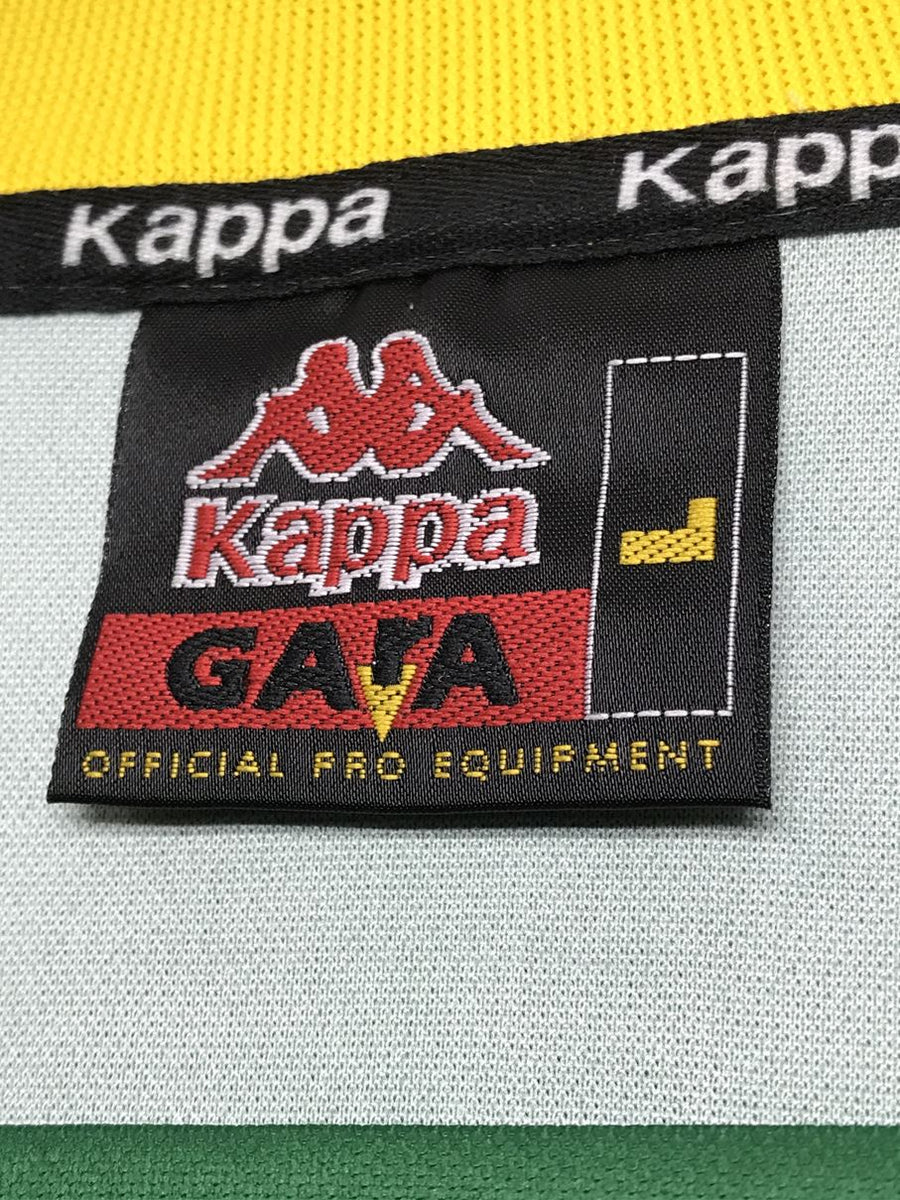 Kappa Kappa
Kappa
L
GArA
OFFICIAL PRO EQUIPMENT